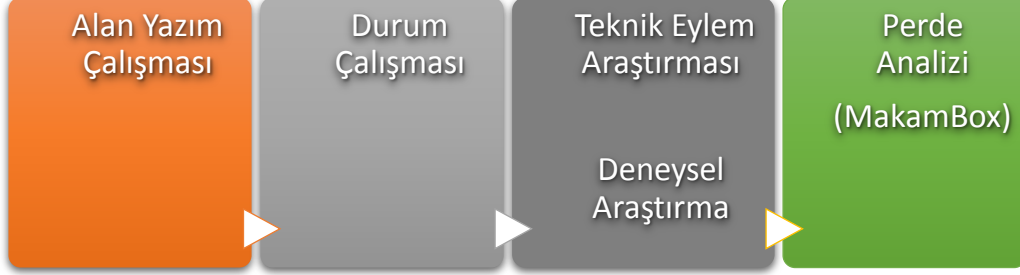 Alan Yazım
Çalışması
Durum
Çalışması
Teknik Eylem
Araştırması
Deneysel
Araştırma
Perde
Analizi
(MakamBox)